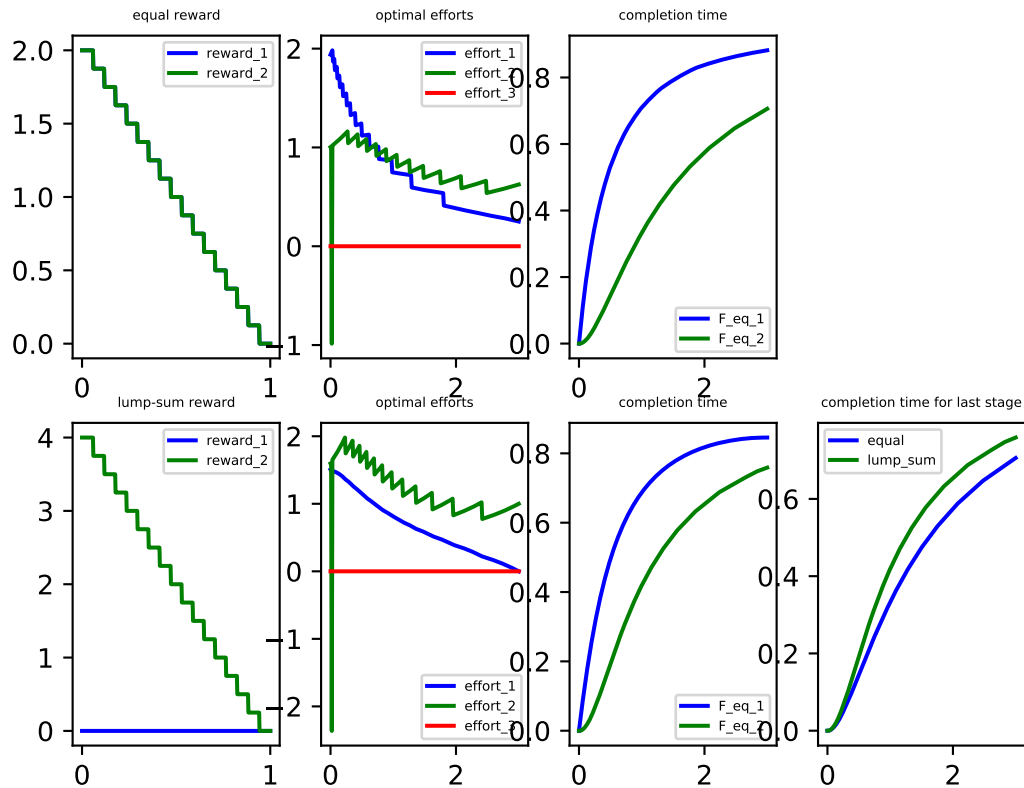 equal reward
optimal efforts
completion time
2.0
1.5
1.0
0.5
0.0
reward_1
reward_2
0
1
2
1
0
−1
effort_1
effort_2
effort_3
0
2
0.8
0.6
0.4
0.2
0.0
F_eq_1
F_eq_2
0
2
lump-sum reward
optimal efforts
completion time
completion time for last stage
4
3
2
1
0
reward_1
reward_2
0
1
2
1
0
−1
−2
effort_1
effort_2
effort_3
0
2
0.8
0.6
0.4
0.2
0.0
F_eq_1
F_eq_2
0
2
0.6
0.4
0.2
0.0
equal
lump_sum
0
2